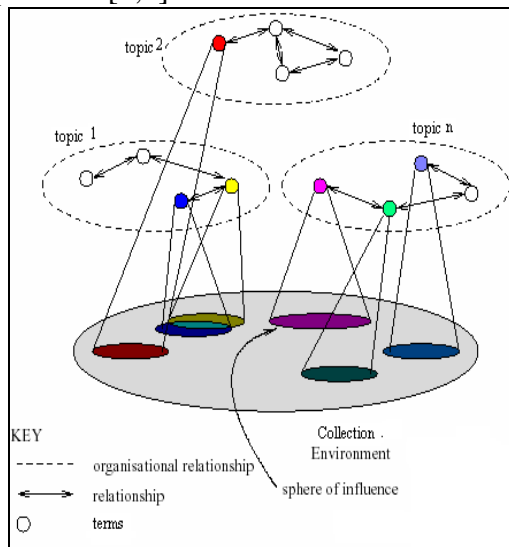 topic 2
topic 1
topic n
KEY
Collection .
Environment
organisational relationship
sphere of influence
relationship
terms